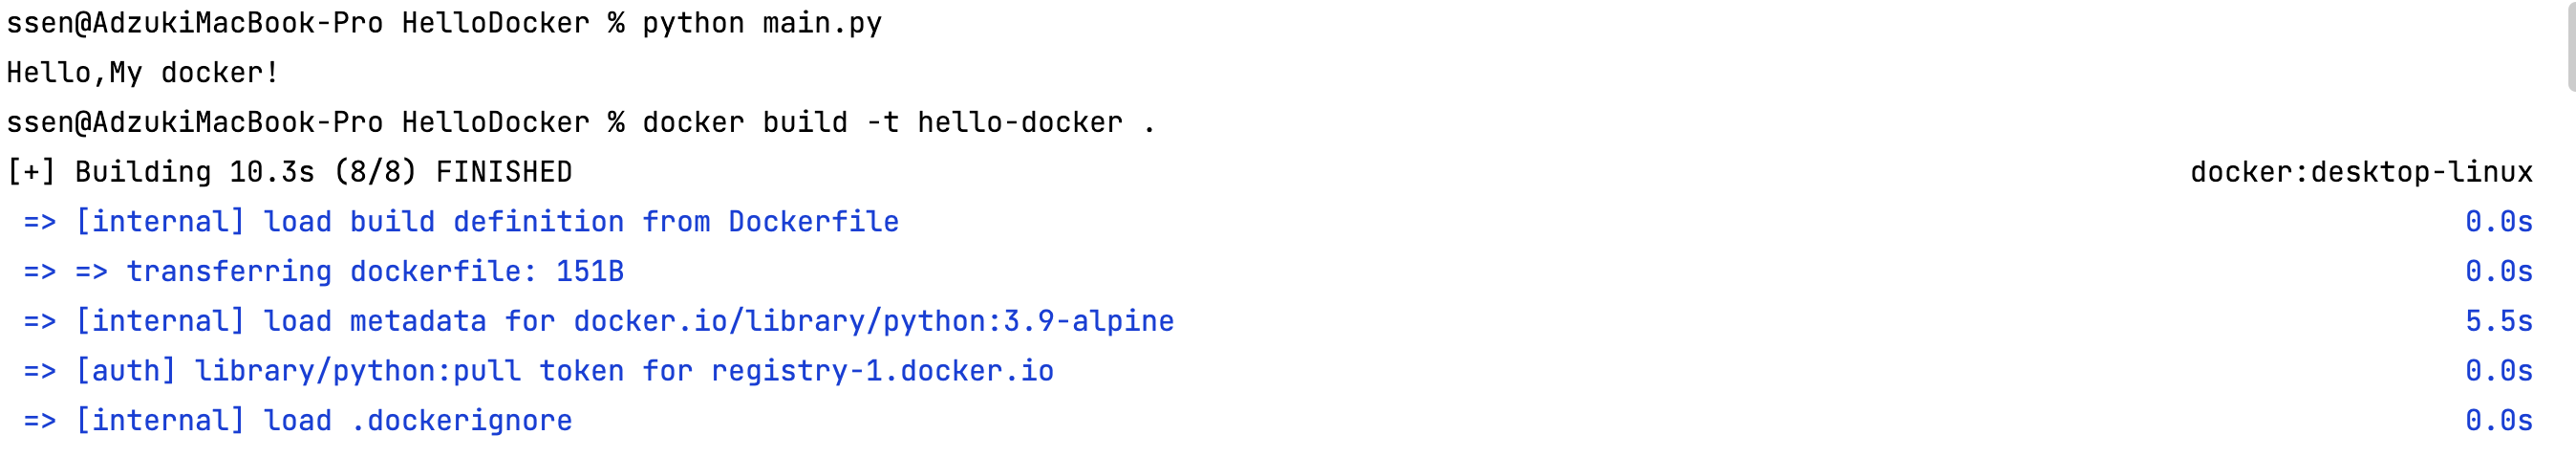 ssen@AdzukiMacBook-Pro HelloDocker % python main.py
Hello,My docker!
ssen@AdzukiMacBook-Pro HelloDocker % docker build -t hello-docker .
[+] Building 10.3s (8/8) FINISHED docker:desktop-linux
=> [internal] load build definition from Dockerfile 0.0s
=> => transferring dockerfile: 151B 0.0s
=> [internal] load metadata for docker.io/library/python:3.9-alpine 5.5s
=> [auth] library/python:pull token for registry-1.docker.io 0.0s
=> [internal] load .dockerignore 0.0s